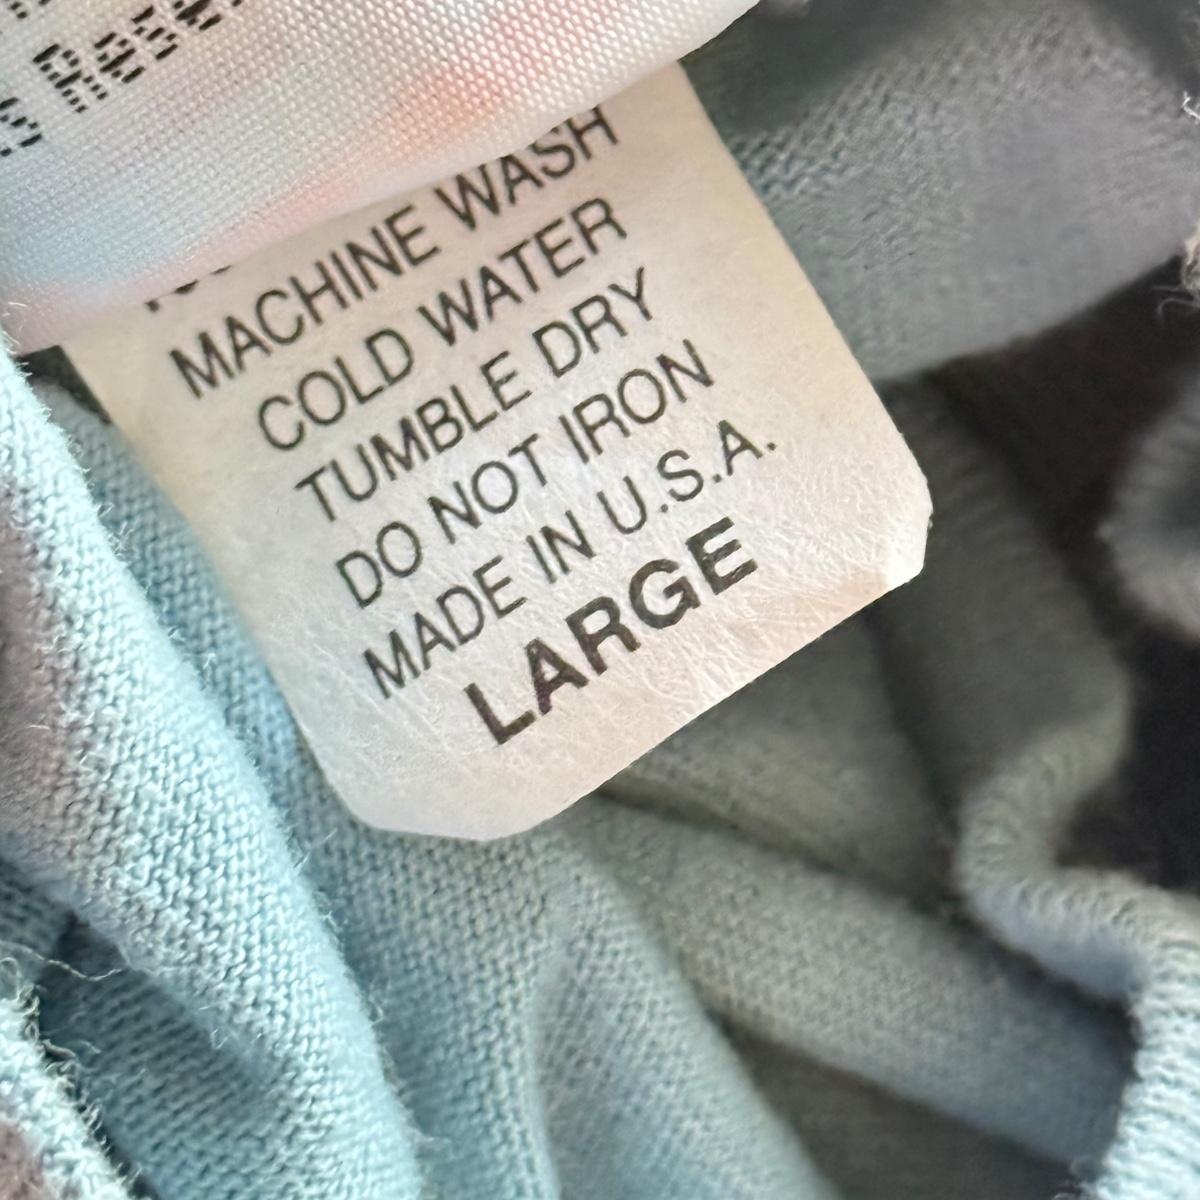 MACHINE WASH
COLD WATER
TUMBLE DRY
DO NOT IRON
MADE IN U.S.A.
LARGE